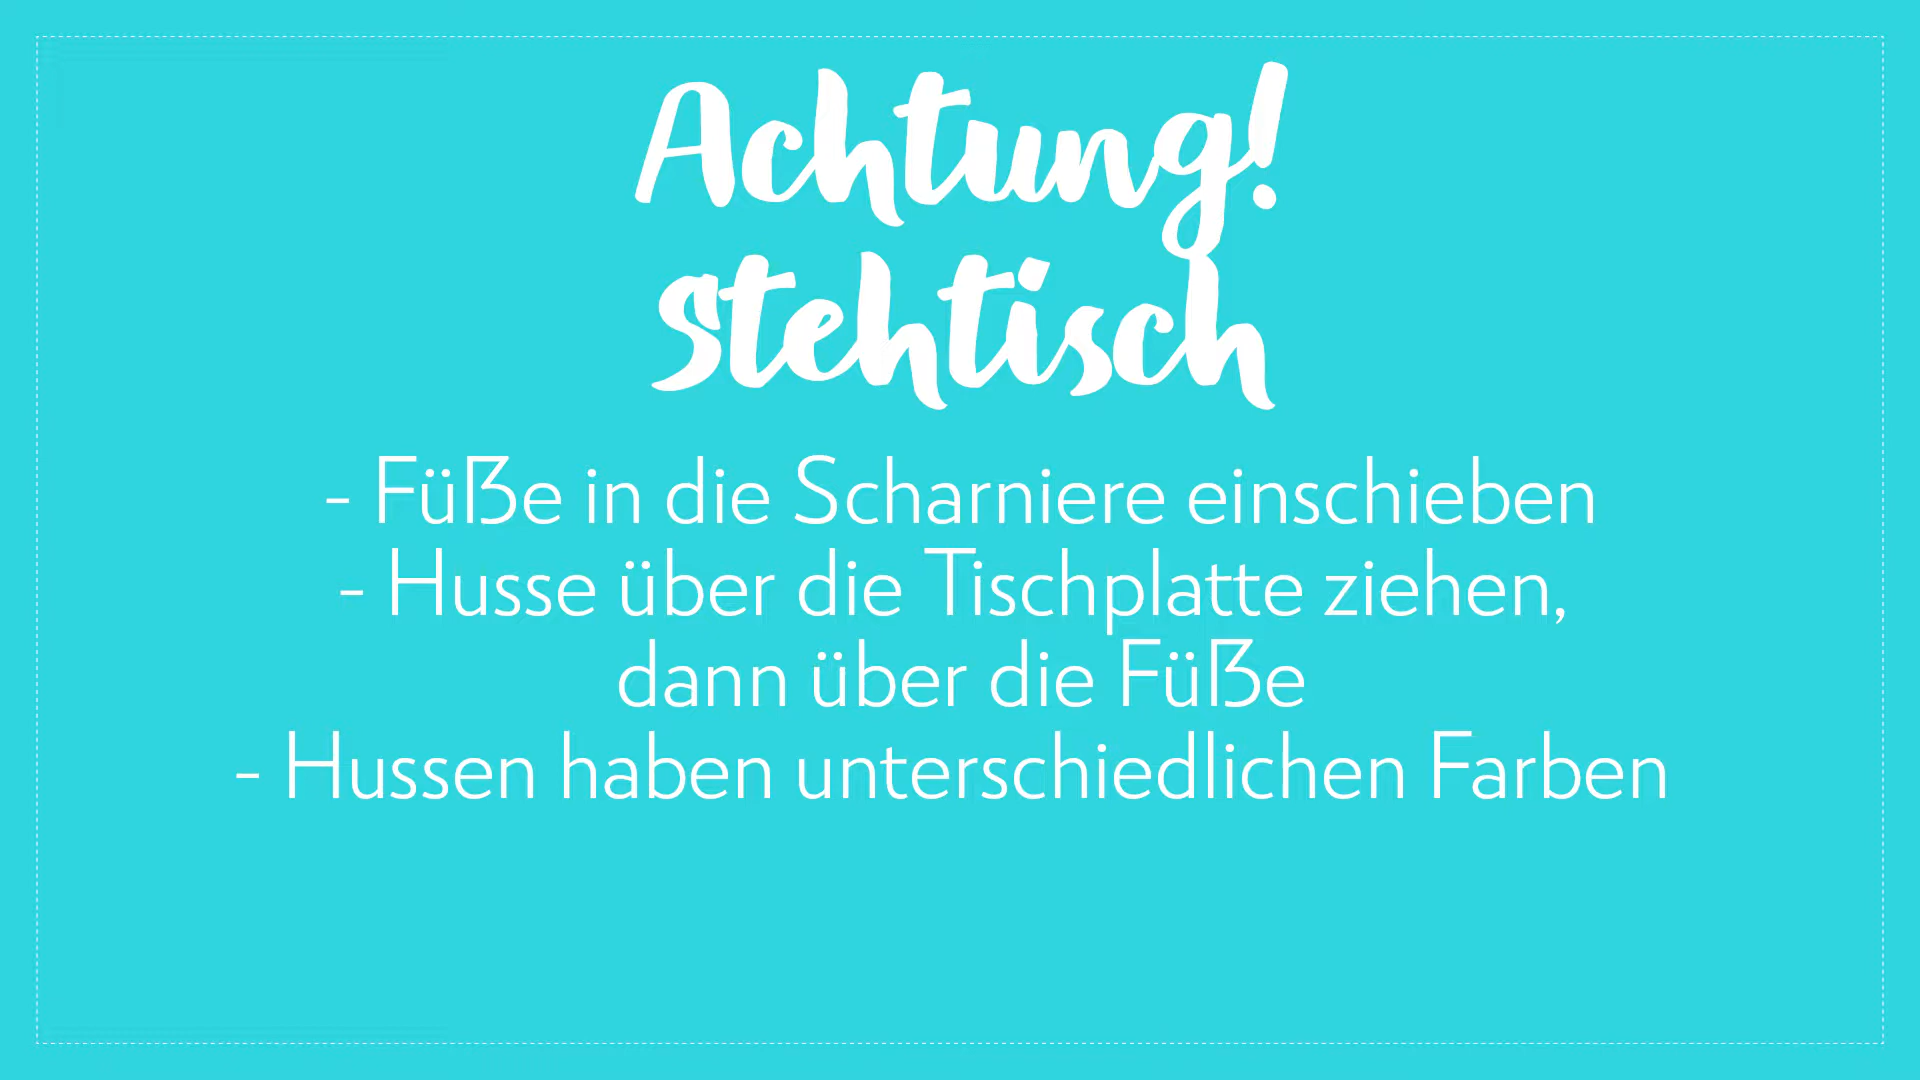 Achtung!
Stehtisch
- Füße in die Scharniere einschieben
- Husse über die Tischplatte ziehen,
dann über die Füße
- Hussen haben unterschiedlichen Farben